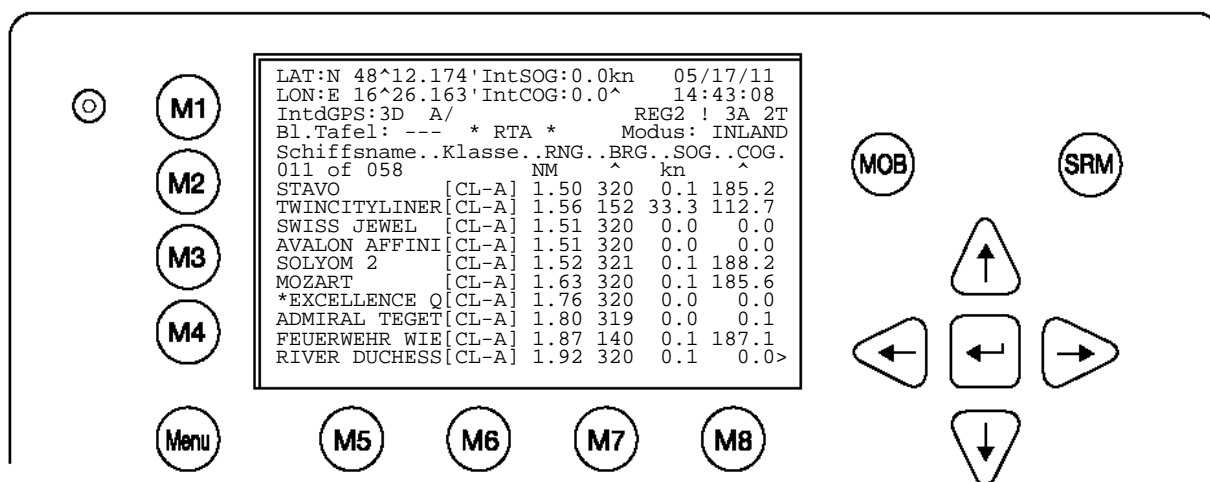 LAT:N 48^12.174'IntSOG:0.0kn 05/17/11
LON:E 16^26.163'IntCOG:0.0^ 14:43:08
IntdGPS:3D A/ REG2 ! 3A 2T
Bl.Tafel: --- * RTA * Modus: INLAND
Schiffsname..Klasse..RNG..BRG..SOG..COG.
011 of 058 NM ^ kn ^
STAVO [CL-A] 1.50 320 0.1 185.2
TWINCITYLINER[CL-A] 1.56 152 33.3 112.7
SWISS JEWEL [CL-A] 1.51 320 0.0 0.0
AVALON AFFINI[CL-A] 1.51 320 0.0 0.0
SOLYOM 2 [CL-A] 1.52 321 0.1 188.2
MOZART [CL-A] 1.63 320 0.1 185.6
*EXCELLENCE Q[CL-A] 1.76 320 0.0 0.0
ADMIRAL TEGET[CL-A] 1.80 319 0.0 0.1
FEUERWEHR WIE[CL-A] 1.87 140 0.1 187.1
RIVER DUCHESS[CL-A] 1.92 320 0.1 0.0>
M1
M2
M3
M4
Menu
M5
M6
M7
M8
MOB
SRM